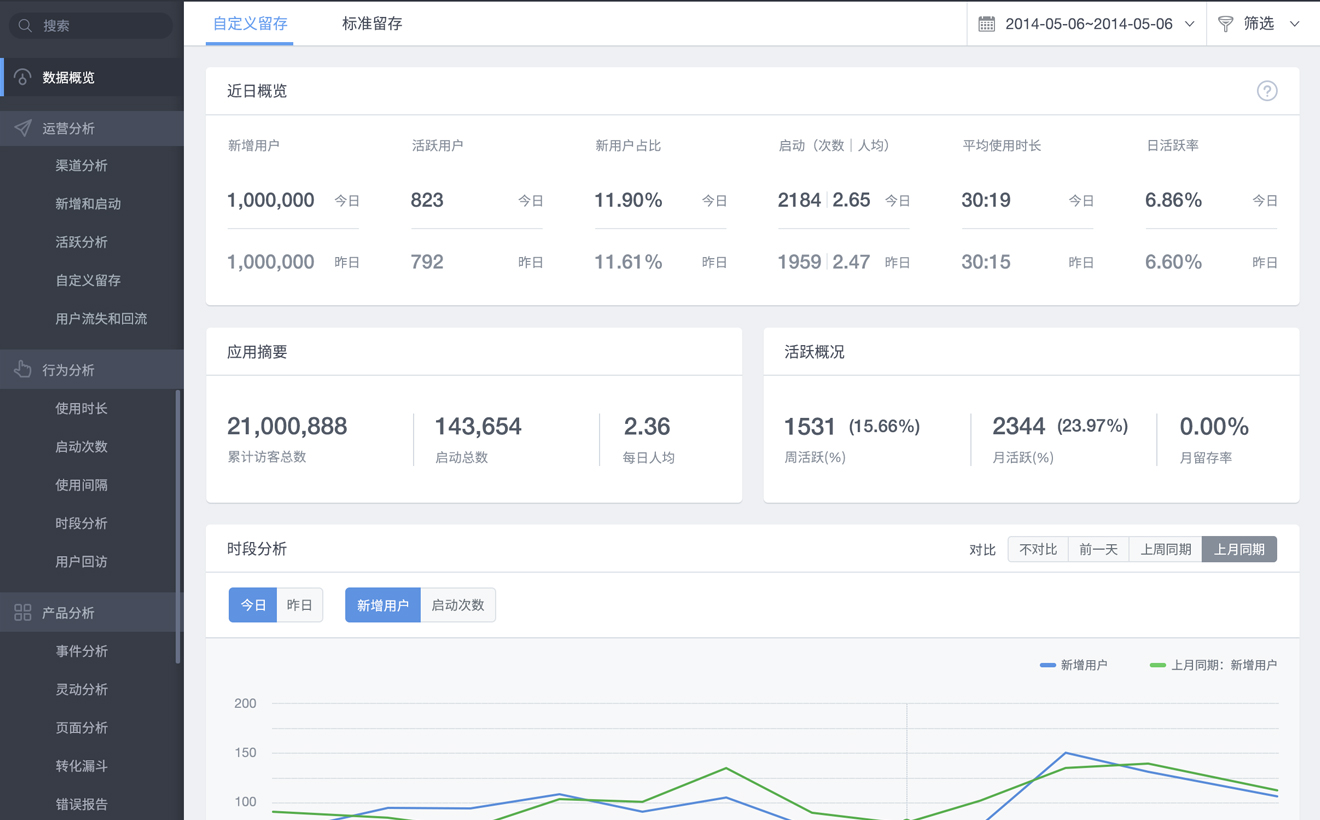 搜索
数据概览
运营分析
渠道分析
新增和启动
活跃分析
自定义留存
用户流失和回流
行为分析
使用时长
启动次数
使用间隔
时段分析
用户回访
产品分析
事件分析
灵动分析
页面分析
转化漏斗
错误报告
自定义留存 标准留存 2014-05-06~2014-05-06 筛选
近日概览 ?
新增用户 活跃用户 新用户占比 启动（次数｜人均） 平均使用时长 日活跃率
1,000,000 今日 823 今日 11.90% 今日 2184 | 2.65 今日 30:19 今日 6.86% 今日
1,000,000 昨日 792 昨日 11.61% 昨日 1959 | 2.47 昨日 30:15 昨日 6.60% 昨日
应用摘要
21,000,888 143,654 2.36
累计访客总数 启动总数 每日人均
活跃概况
1531 (15.66%) 2344 (23.97%) 0.00%
周活跃(%) 月活跃(%) 月留存率
时段分析 对比 不对比 前一天 上周同期 上月同期
今日 昨日 新增用户 启动次数
新增用户 上月同期：新增用户
200
150
100